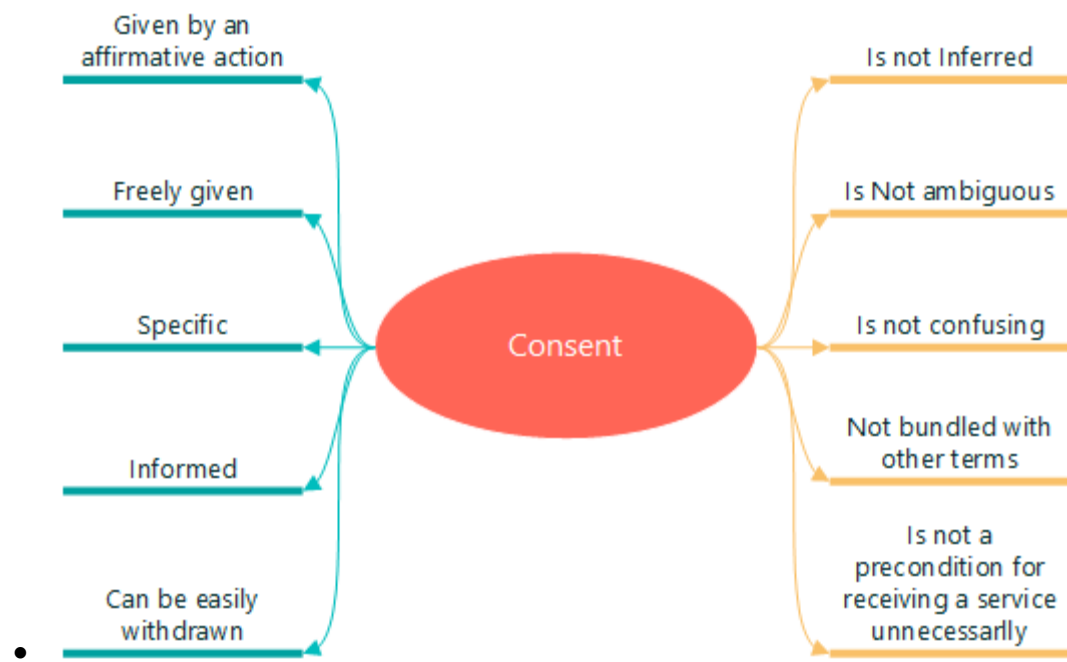 Given by an
affirmative action
Freely given
Specific
Informed
Can be easily
withdrawn
Consent
Is not Inferred
Is Not ambiguous
Is not confusing
Not bundled with
other terms
Is not a
precondition for
receiving a service
unnecessarlly